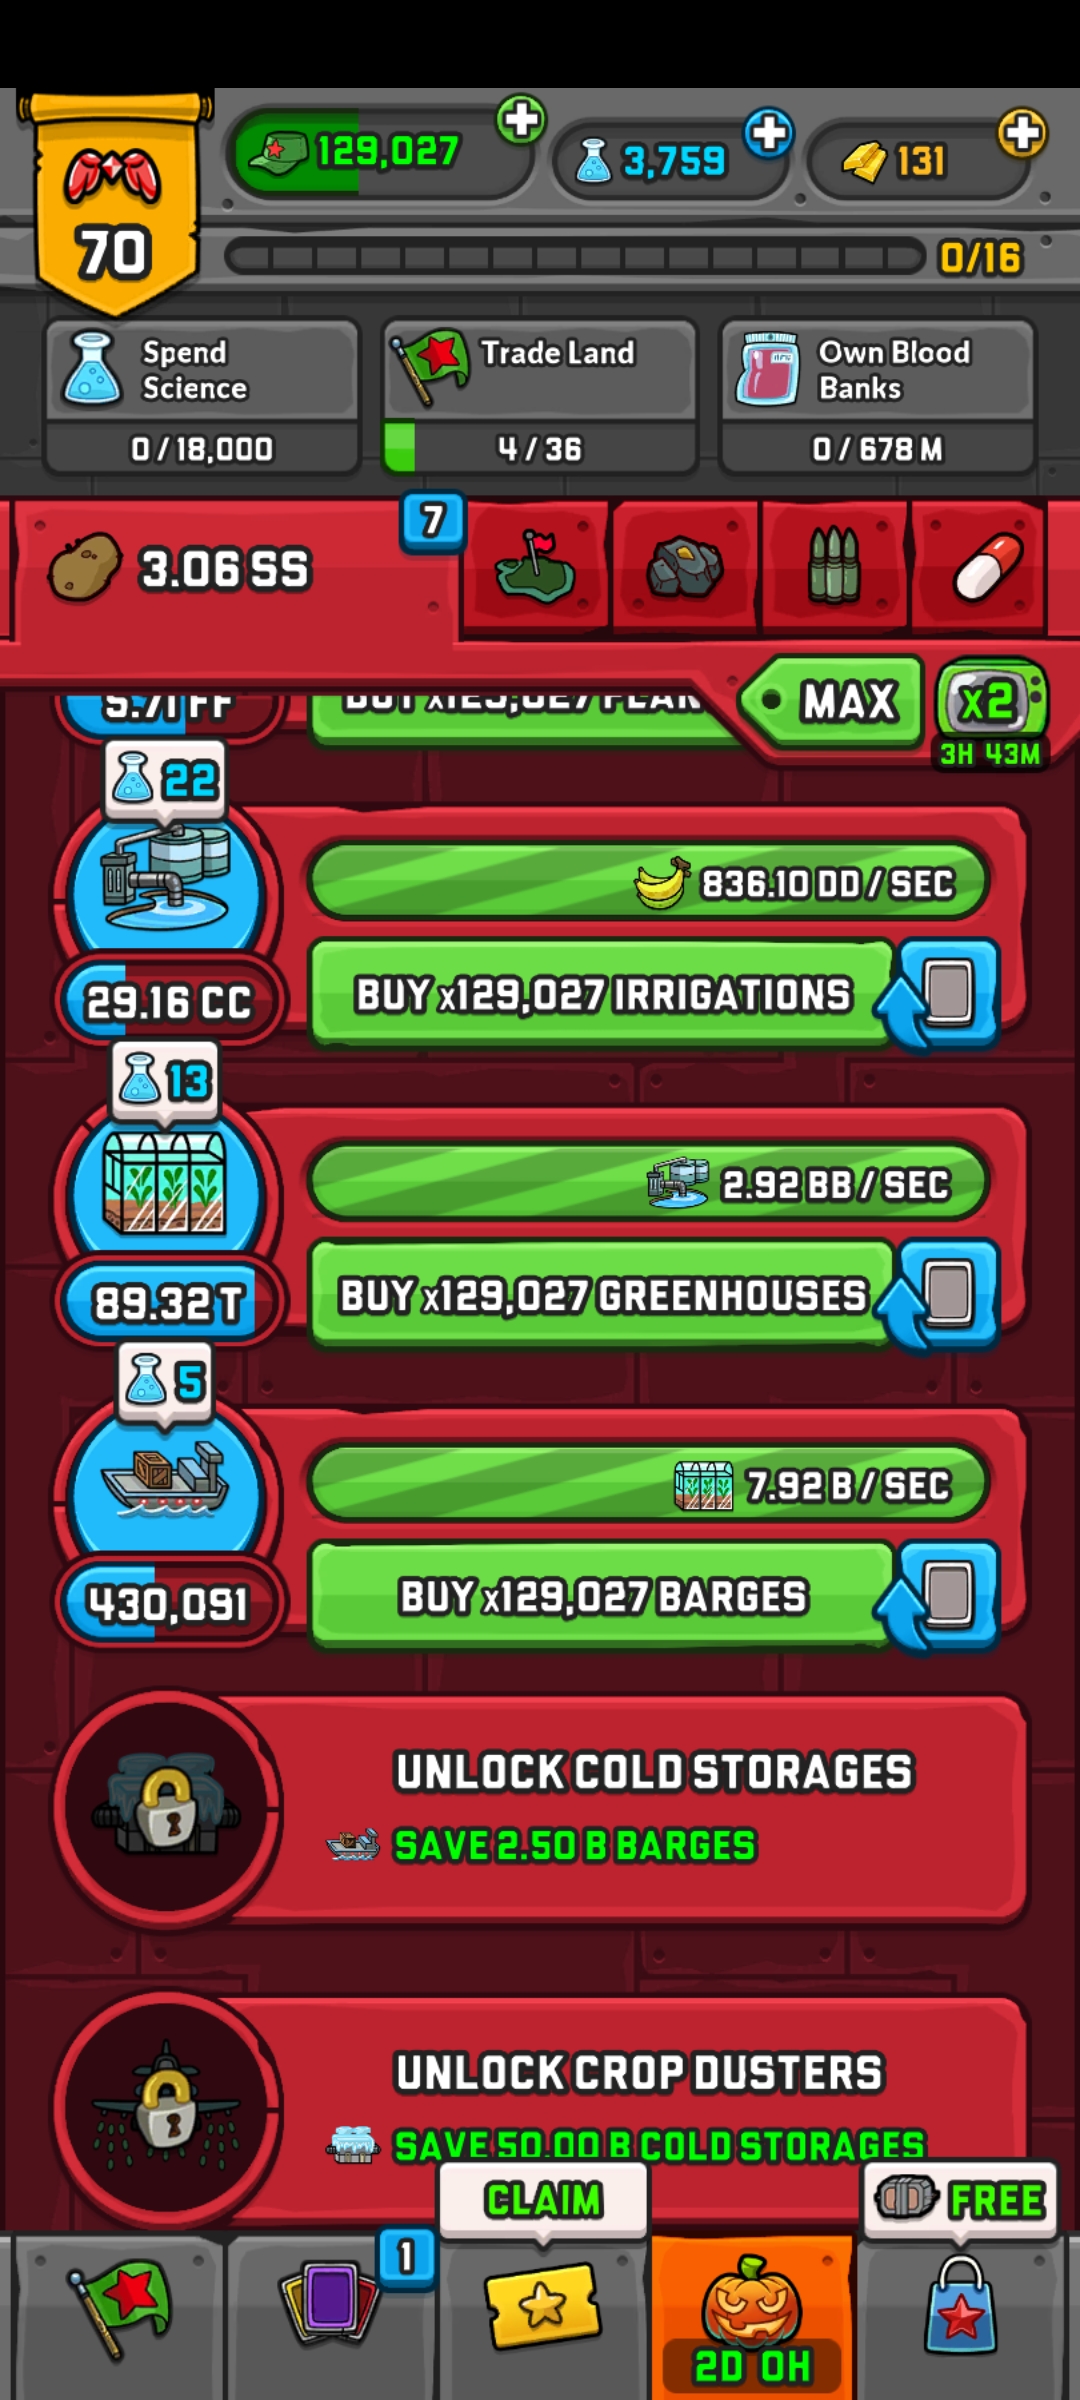 129,027
3,759
131
70
0/16
Spend
Science
0 / 18,000
Trade Land
4 / 36
Own Blood
Banks
0 / 678 M
3.06 SS
7
MAX
x2
3H 43M
5.71 FF
22
836.10 DD / SEC
29.16 CC
BUY x129,027 IRRIGATIONS
13
2.92 BB / SEC
89.32 T
BUY x129,027 GREENHOUSES
5
7.92 B / SEC
430,091
BUY x129,027 BARGES
UNLOCK COLD STORAGES
SAVE 2.50 B BARGES
UNLOCK CROP DUSTERS
SAVE 50.00 B COLD STORAGES
CLAIM
FREE
1
2D 0H